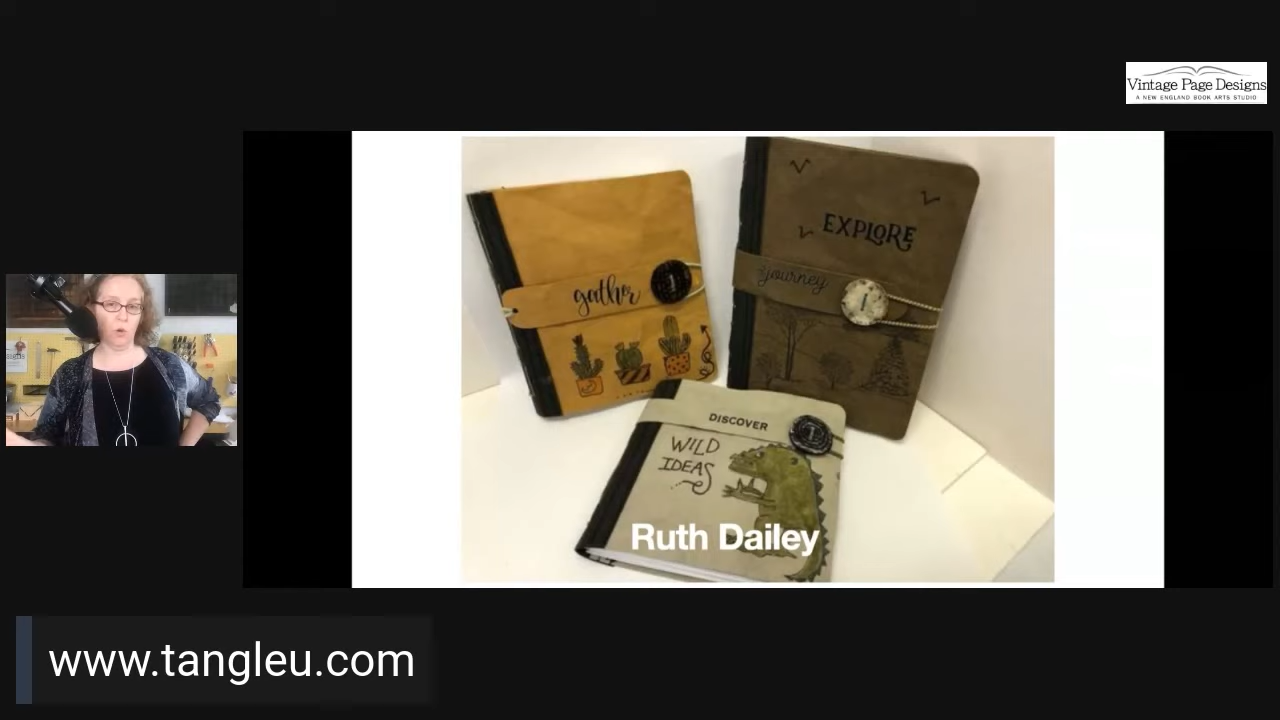 Vintage Page Designs
A NEW ENGLAND BOOK ARTS STUDIO
EXPLORE
journey
gather
DISCOVER
WILD
IDEAS
Ruth Dailey
www.tangleu.com